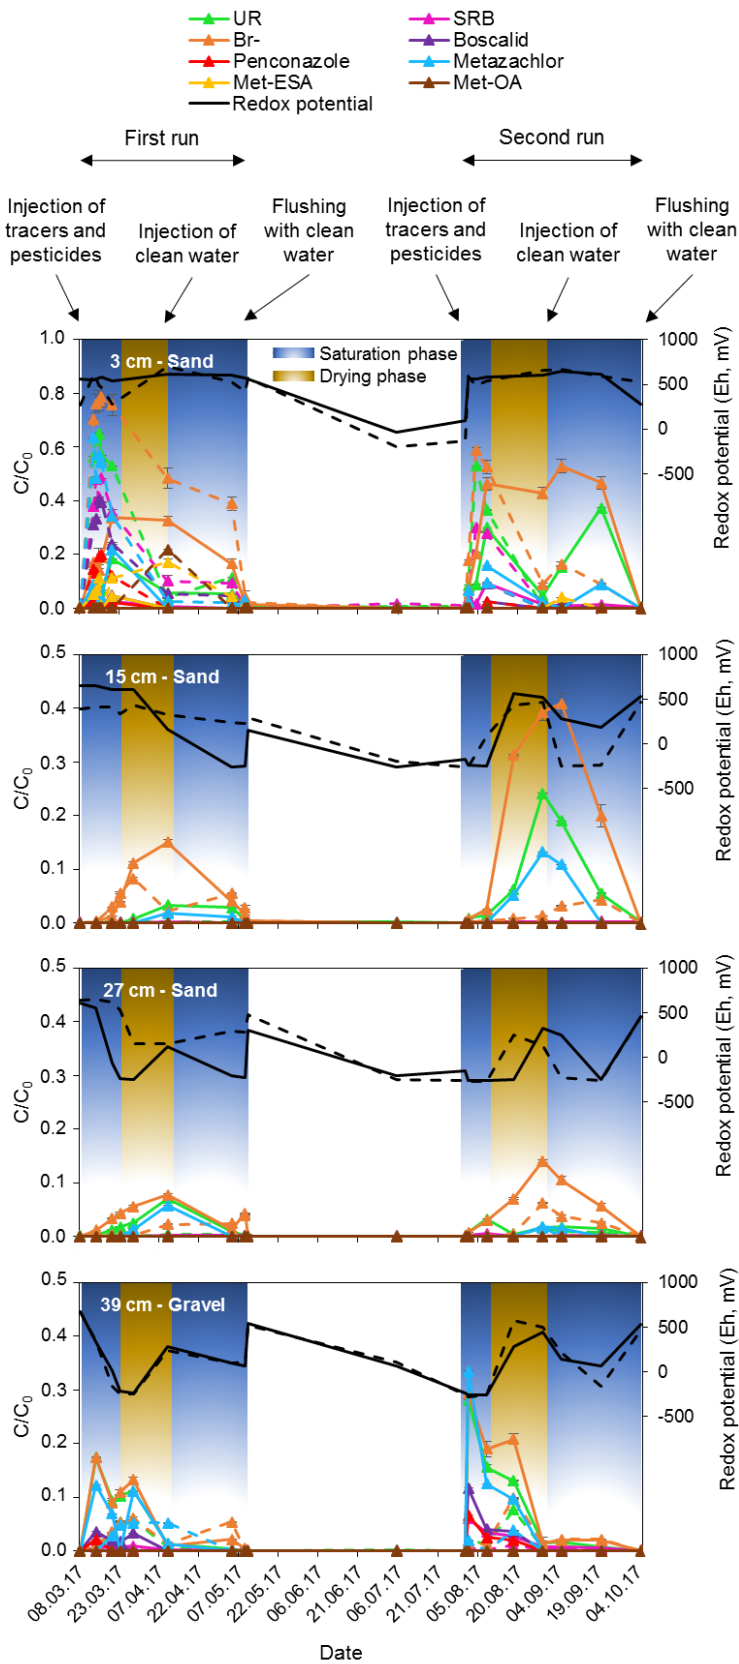 UR
SRB
Br-
Boscalid
Penconazole
Metazachlor
Met-ESA
Met-OA
Redox potential
First run
Second run
Injection of
tracers and
pesticides
Injection of
clean water
Flushing
with clean
water
Injection of
tracers and
pesticides
Injection of
clean water
Flushing
with clean
water
3 cm - Sand
Saturation phase
Drying phase
1.0
0.8
0.6
0.4
0.2
0.0
C/C0
1000
500
0
-500
Redox potential (Eh, mV)
15 cm - Sand
0.5
0.4
0.3
0.2
0.1
0.0
C/C0
1000
500
0
-500
Redox potential (Eh, mV)
27 cm - Sand
0.5
0.4
0.3
0.2
0.1
0.0
C/C0
1000
500
0
-500
Redox potential (Eh, mV)
39 cm - Gravel
0.5
0.4
0.3
0.2
0.1
0.0
C/C0
1000
500
0
-500
Redox potential (Eh, mV)
08.03.17
23.03.17
07.04.17
22.04.17
07.05.17
22.05.17
06.06.17
21.06.17
06.07.17
21.07.17
05.08.17
20.08.17
04.09.17
19.09.17
04.10.17
Date